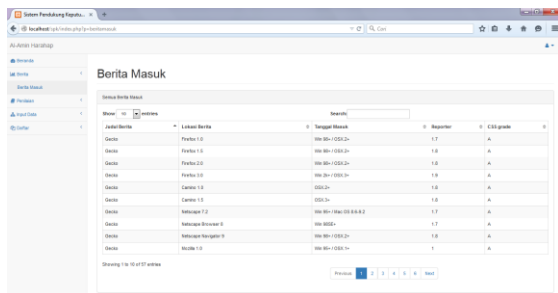 Sistem Pendukung Keputu...
localhost/spk/index.php?p=beritamasuk
Cari
Al-Amin Harahap
Beranda
Berita
Berita Masuk
Penilaian
Input Data
Daftar
Berita Masuk
Semua Berita Masuk
Show 10 entries
Search:
Judul Berita Lokasi Berita Tanggal Masuk Reporter CSS grade
Gecko Firefox 1.0 Win 98+ / OSX.2+ 1.7 A
Gecko Firefox 1.5 Win 98+ / OSX.2+ 1.8 A
Gecko Firefox 2.0 Win 98+ / OSX.2+ 1.8 A
Gecko Firefox 3.0 Win 2k+ / OSX.3+ 1.9 A
Gecko Camino 1.0 OSX.2+ 1.8 A
Gecko Camino 1.5 OSX.3+ 1.8 A
Gecko Netscape 7.2 Win 95+ / Mac OS 8.6-9.2 1.7 A
Gecko Netscape Browser 8 Win 98SE+ 1.7 A
Gecko Netscape Navigator 9 Win 98+ / OSX.2+ 1.8 A
Gecko Mozilla 1.0 Win 95+ / OSX.1+ 1 A
Showing 1 to 10 of 57 entries
Previous 1 2 3 4 5 6 Next